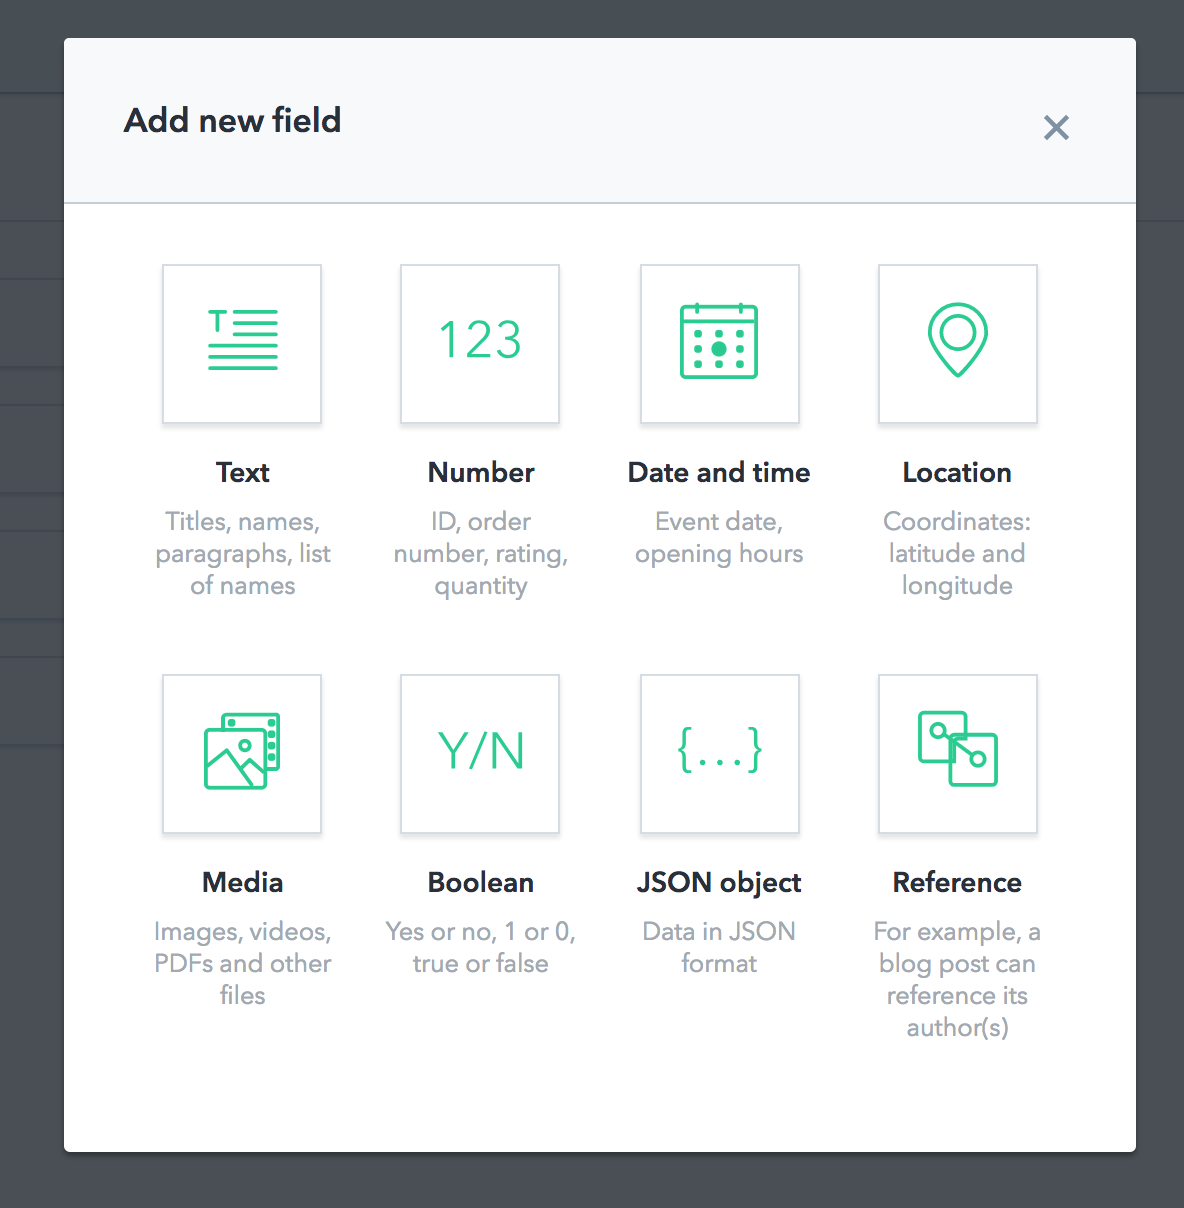 Add new field
123
Text
Titles, names,
paragraphs, list
of names
Number
ID, order
number, rating,
quantity
Date and time
Event date,
opening hours
Location
Coordinates:
latitude and
longitude
Y/N
{...}
Media
Images, videos,
PDFs and other
files
Boolean
Yes or no, 1 or 0,
true or false
JSON object
Data in JSON
format
Reference
For example, a
blog post can
reference its
author(s)